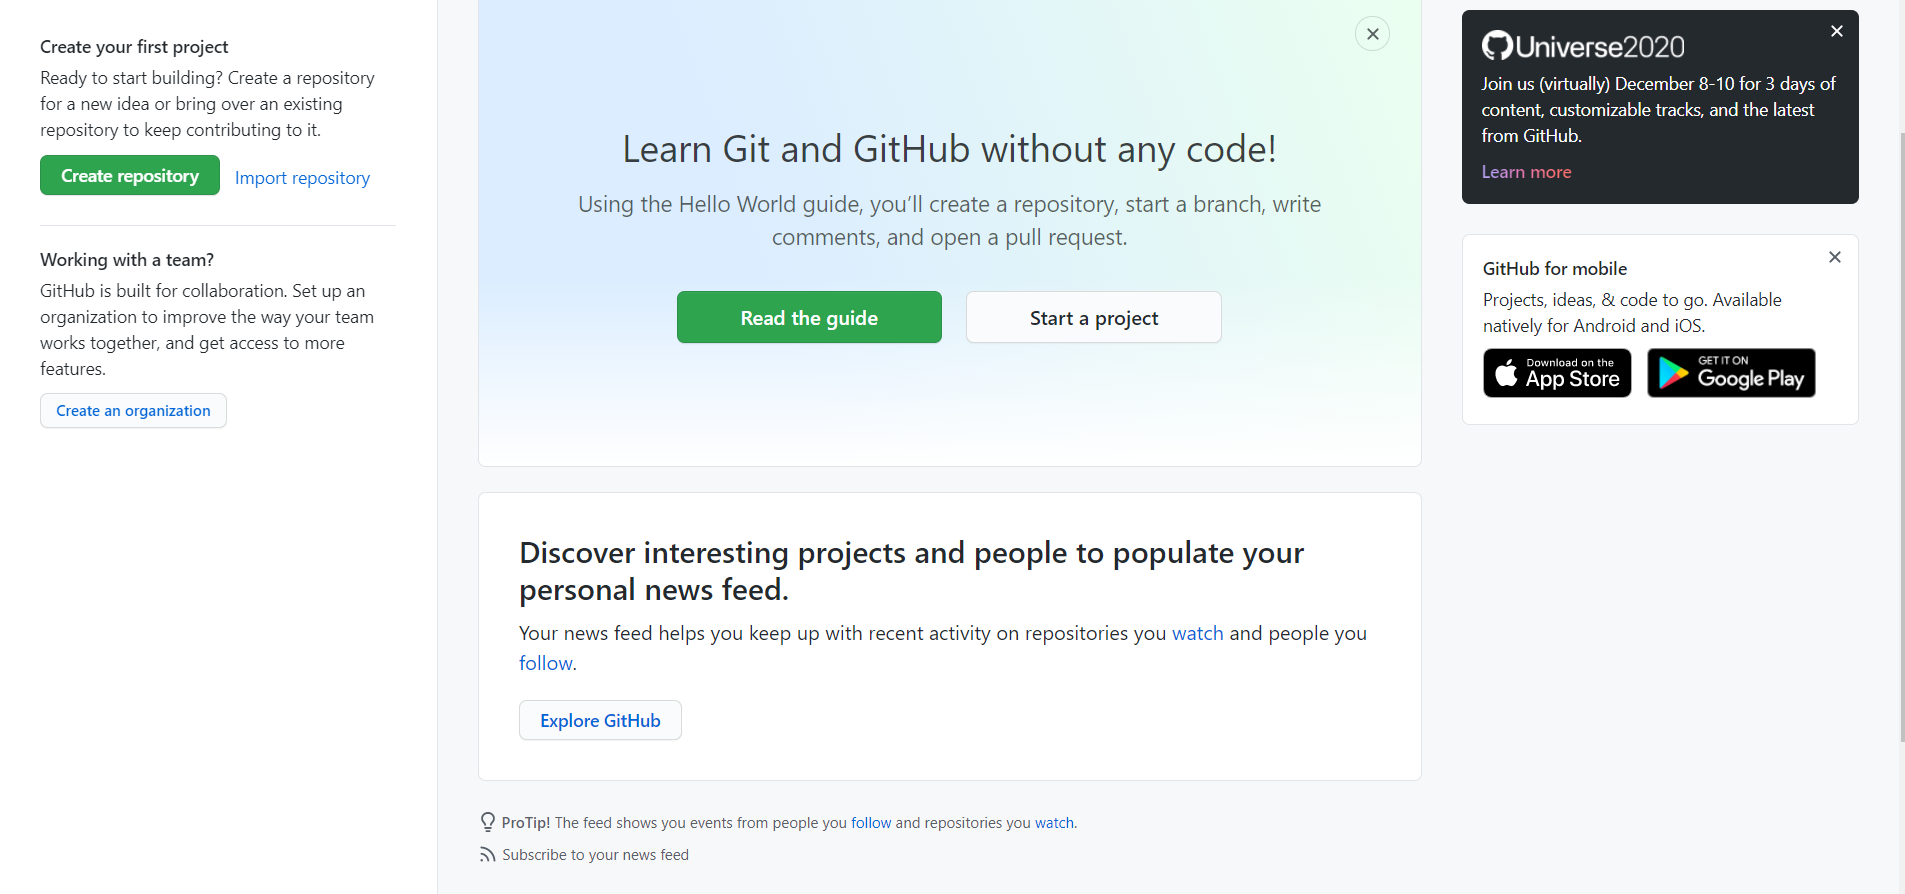 Create your first project
Ready to start building? Create a repository
for a new idea or bring over an existing
repository to keep contributing to it.
Create repository
Import repository
Working with a team?
GitHub is built for collaboration. Set up an
organization to improve the way your team
works together, and get access to more
features.
Create an organization
Learn Git and GitHub without any code!
Using the Hello World guide, you’ll create a repository, start a branch, write
comments, and open a pull request.
Read the guide
Start a project
Discover interesting projects and people to populate your
personal news feed.
Your news feed helps you keep up with recent activity on repositories you watch and people you
follow.
Explore GitHub
ProTip! The feed shows you events from people you follow and repositories you watch.
Subscribe to your news feed
Universe2020
Join us (virtually) December 8-10 for 3 days of
content, customizable tracks, and the latest
from GitHub.
Learn more
GitHub for mobile
Projects, ideas, & code to go. Available
natively for Android and iOS.
Download on the
App Store
GET IT ON
Google Play